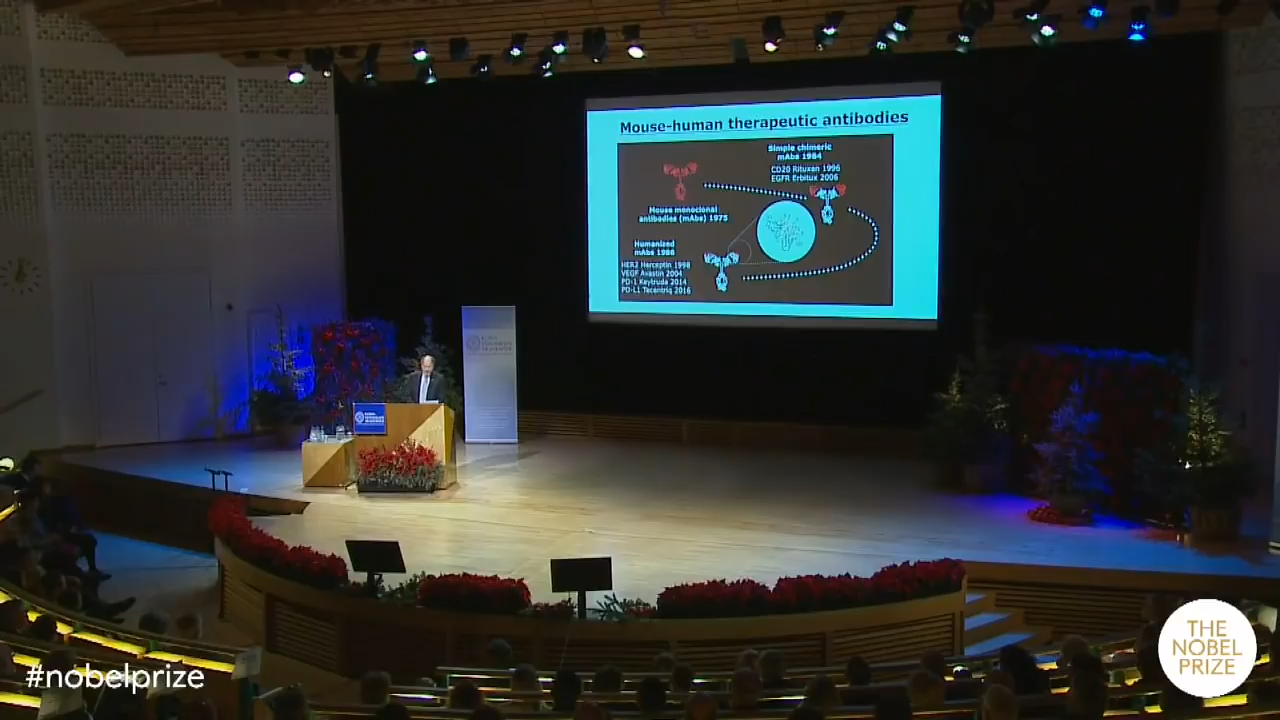 Mouse-human therapeutic antibodies
Simple chimeric
mAbs 1984
CD20 Rituxan 1996
EGFR Erbitux 2006
Mouse monoclonal
antibodies (mAbs) 1975
Humanized
mAbs 1986
HER2 Herceptin 1998
VEGF Avastin 2004
PD-1 Keytruda 2014
PD-L1 Tecentriq 2016
#nobelprize
THE
NOBEL
PRIZE